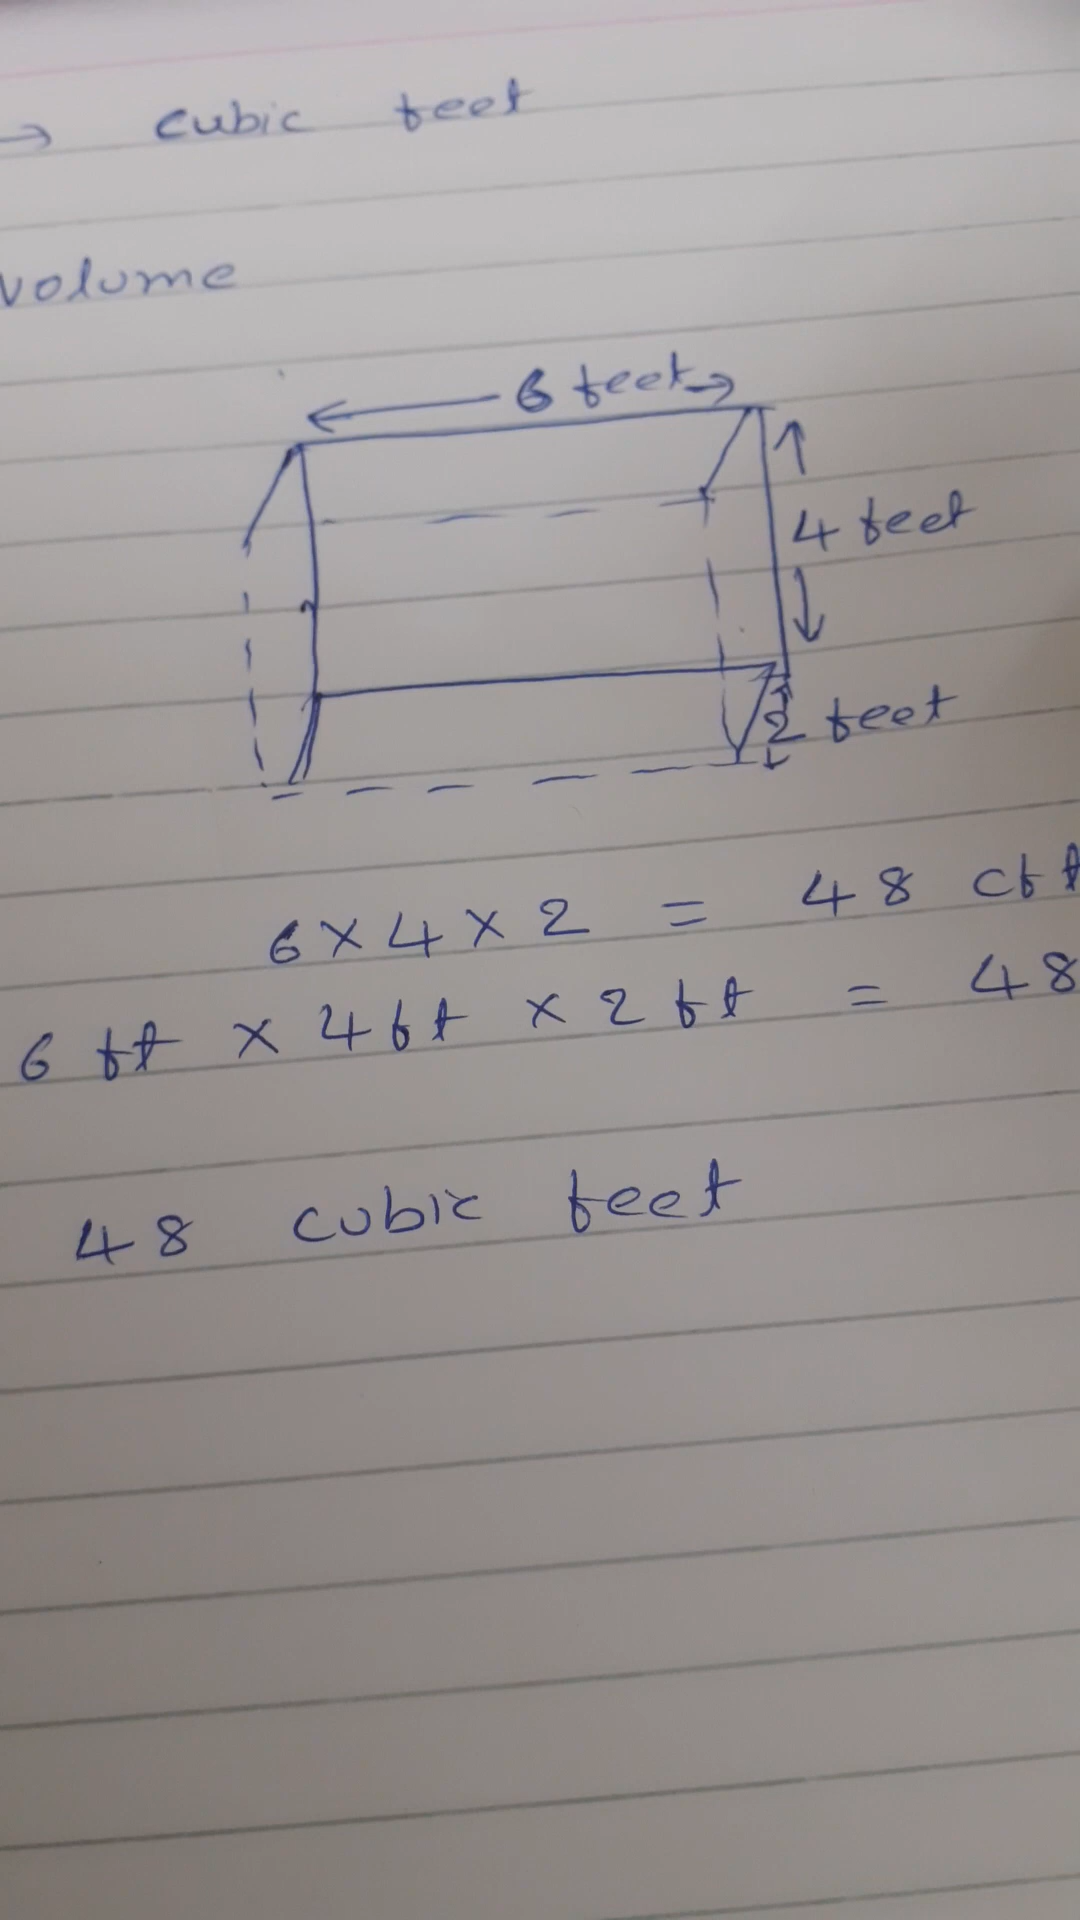 → cubic feet
volume
6 feet
4 feet
2 feet
6 x 4 x 2 = 48 cft
6 ft x 4 ft x 2 ft = 48
48 cubic feet